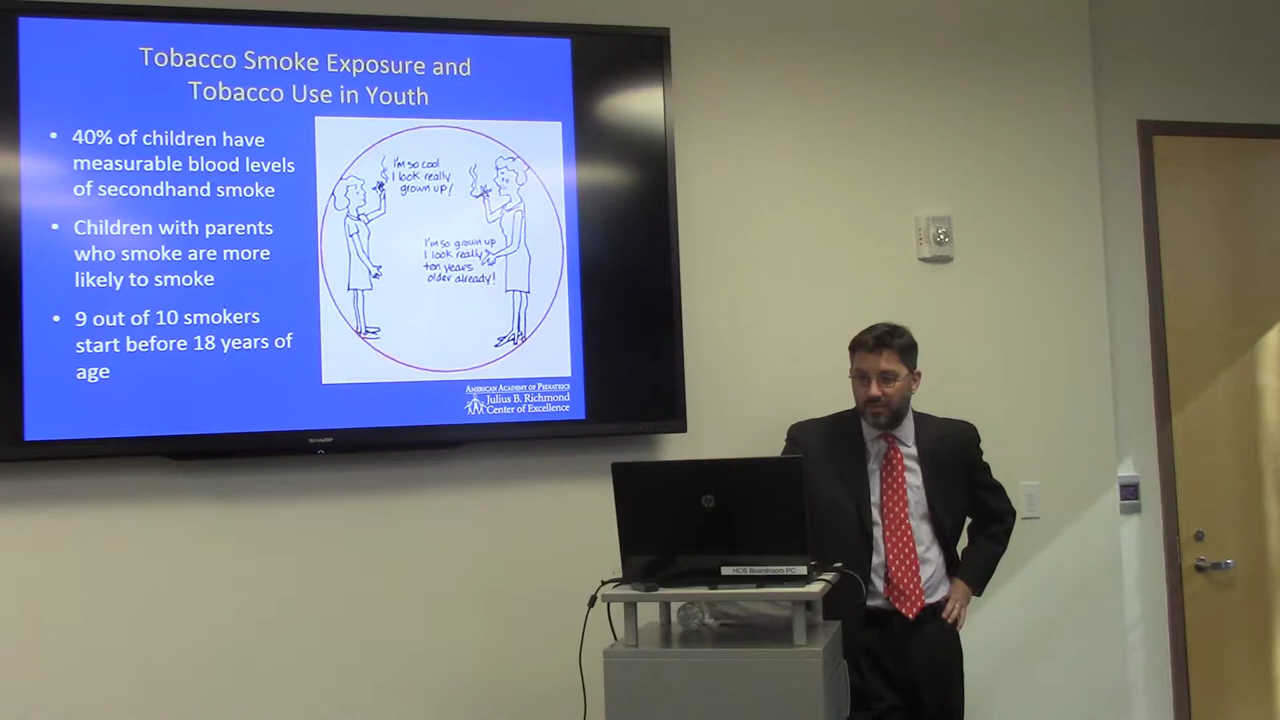 Tobacco Smoke Exposure and
Tobacco Use in Youth
• 40% of children have
measurable blood levels
of secondhand smoke
• Children with parents
who smoke are more
likely to smoke
• 9 out of 10 smokers
start before 18 years of
age
I'm so cool
I look really
grown up!
I'm so grown up
I look really
ten years
older already!
AMERICAN ACADEMY OF PEDIATRICS
Julius B. Richmond
Center of Excellence
SHARP
hp
HCS Boardroom PC